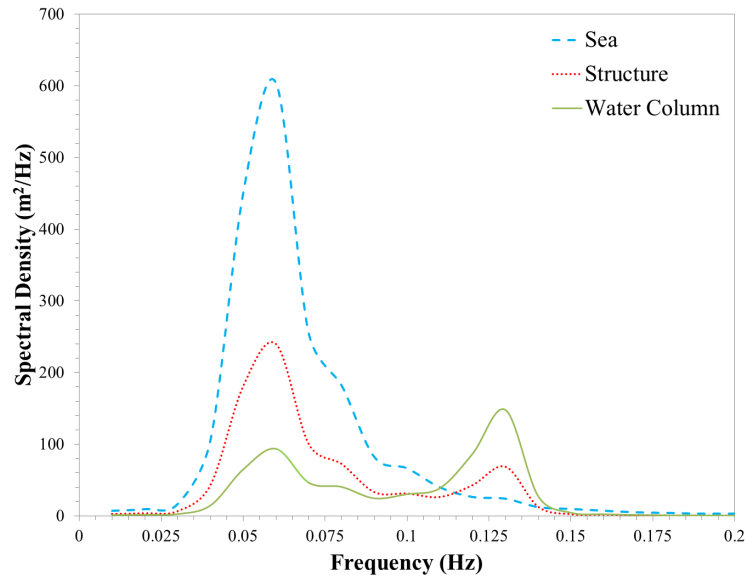 700
600
500
400
300
200
100
0
Spectral Density (m²/Hz)
Sea
Structure
Water Column
0 0.025 0.05 0.075 0.1 0.125 0.15 0.175 0.2
Frequency (Hz)